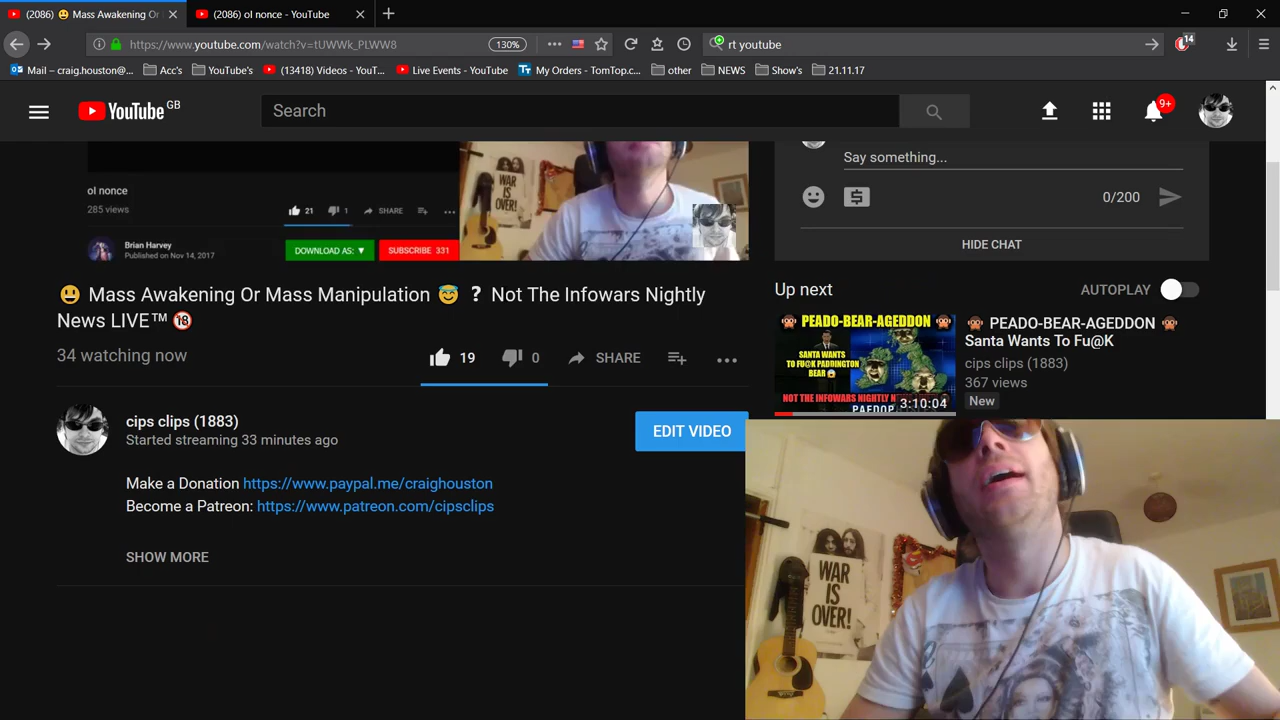 (2086) 😃 Mass Awakening Or
(2086) ol nonce - YouTube
https://www.youtube.com/watch?v=tUWWk_PLWW8
130%
rt youtube
14
Mail – craig.houston@...
Acc's
YouTube's
(13418) Videos - YouT...
Live Events - YouTube
My Orders - TomTop.c...
other
NEWS
Show's
21.11.17
YouTube GB
Search
9+
Say something...
0/200
HIDE CHAT
WAR
IS
OVER!
ol nonce
285 views
21
1
SHARE
Brian Harvey
Published on Nov 14, 2017
DOWNLOAD AS: ▼
SUBSCRIBE 331
😃 Mass Awakening Or Mass Manipulation 😇 ❓ Not The Infowars Nightly
News LIVE™ 🔞
34 watching now
19
0
SHARE
cips clips (1883)
Started streaming 33 minutes ago
EDIT VIDEO
Make a Donation https://www.paypal.me/craighouston
Become a Patreon: https://www.patreon.com/cipsclips
SHOW MORE
Up next
AUTOPLAY
PEADO-BEAR-AGEDDON
SANTA WANTS
TO FU@K PADDINGTON
BEAR
NOT THE INFOWARS NIGHTLY
3:10:04
🙊 PEADO-BEAR-AGEDDON 🙊
Santa Wants To Fu@K
cips clips (1883)
367 views
New
WAR
IS
OVER!